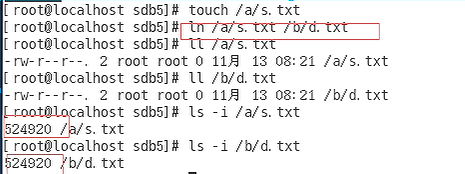 [root@localhost sdb5]# touch /a/s.txt
[root@localhost sdb5]# ln /a/s.txt /b/d.txt
[root@localhost sdb5]# ll /a/s.txt
-rw-r--r--. 2 root root 0 11月 13 08:21 /a/s.txt
[root@localhost sdb5]# ll /b/d.txt
-rw-r--r--. 2 root root 0 11月 13 08:21 /b/d.txt
[root@localhost sdb5]# ls -i /a/s.txt
524920 /a/s.txt
[root@localhost sdb5]# ls -i /b/d.txt
524920 /b/d.txt